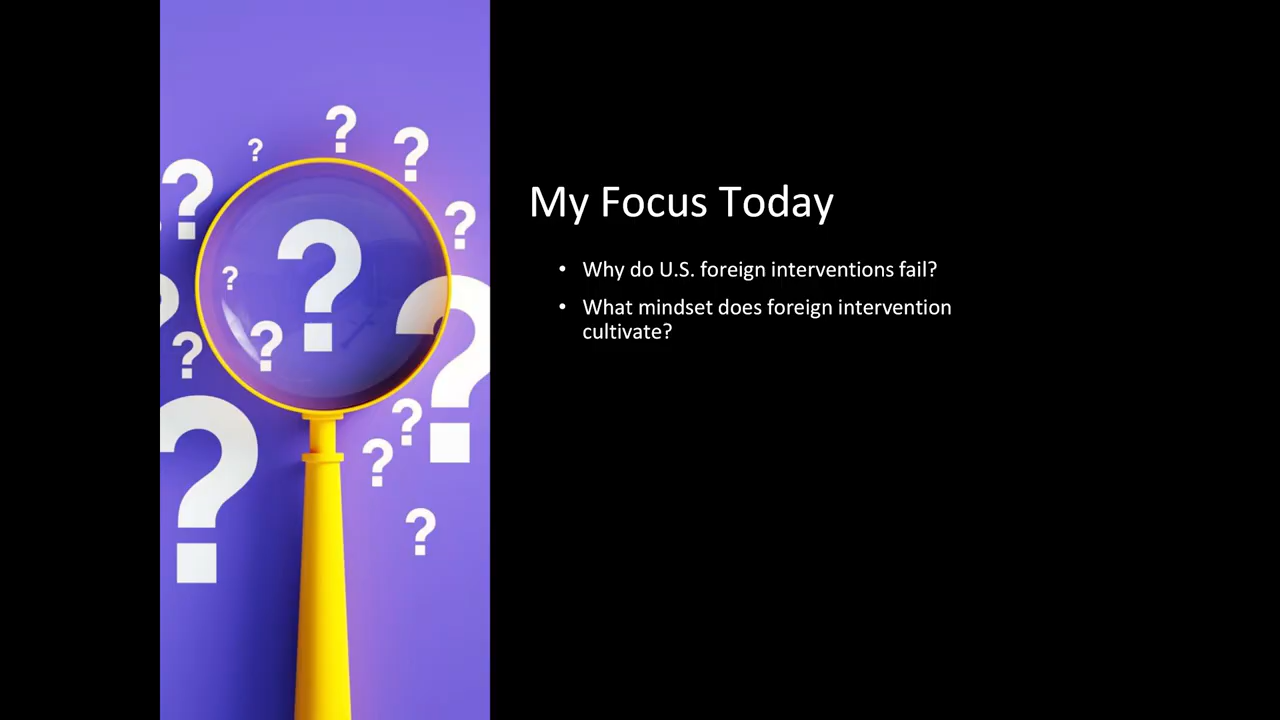 My Focus Today
• Why do U.S. foreign interventions fail?
• What mindset does foreign intervention
cultivate?
? ? ? ? ? ? ? ? ? ? ? ? ? ? ? ?